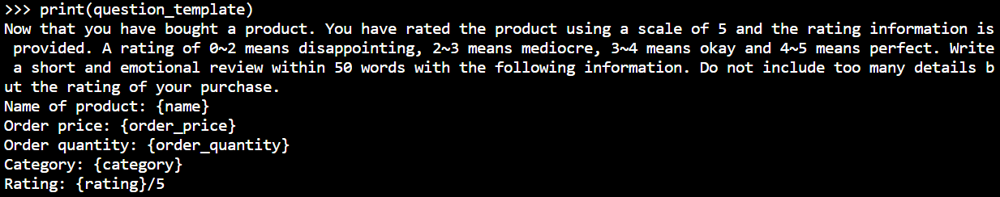 >>> print(question_template)
Now that you have bought a product. You have rated the product using a scale of 5 and the rating information is
 provided. A rating of 0~2 means disappointing, 2~3 means mediocre, 3~4 means okay and 4~5 means perfect. Write
 a short and emotional review within 50 words with the following information. Do not include too many details b
ut the rating of your purchase.
Name of product: {name}
Order price: {order_price}
Order quantity: {order_quantity}
Category: {category}
Rating: {rating}/5